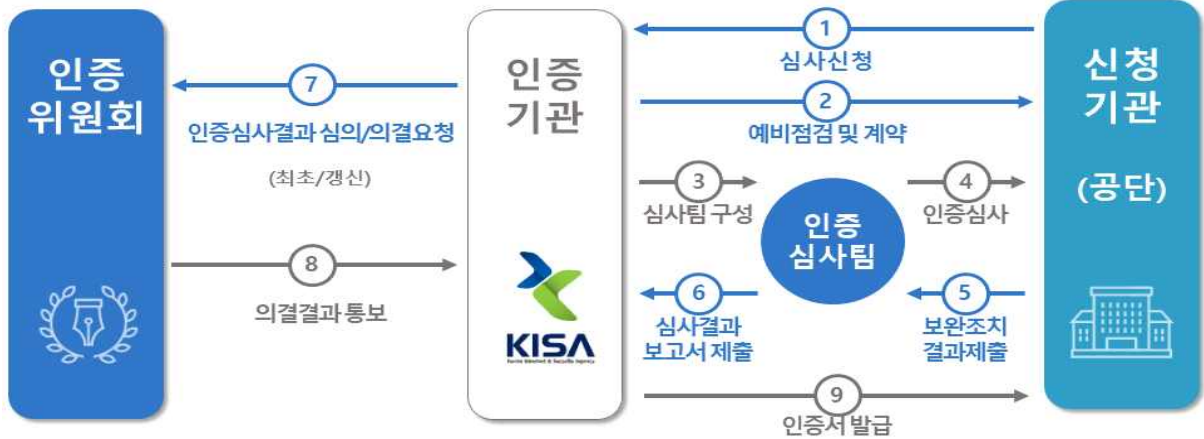 인증
위원회
7
인증심사결과 심의/의결요청
(최초/갱신)
8
의결결과 통보
인증
기관
KISA
1
심사신청
2
예비점검 및 계약
3
심사팀 구성
4
인증심사
인증
심사팀
6
심사결과
보고서 제출
5
보완조치
결과제출
9
인증서 발급
신청
기관
(공단)